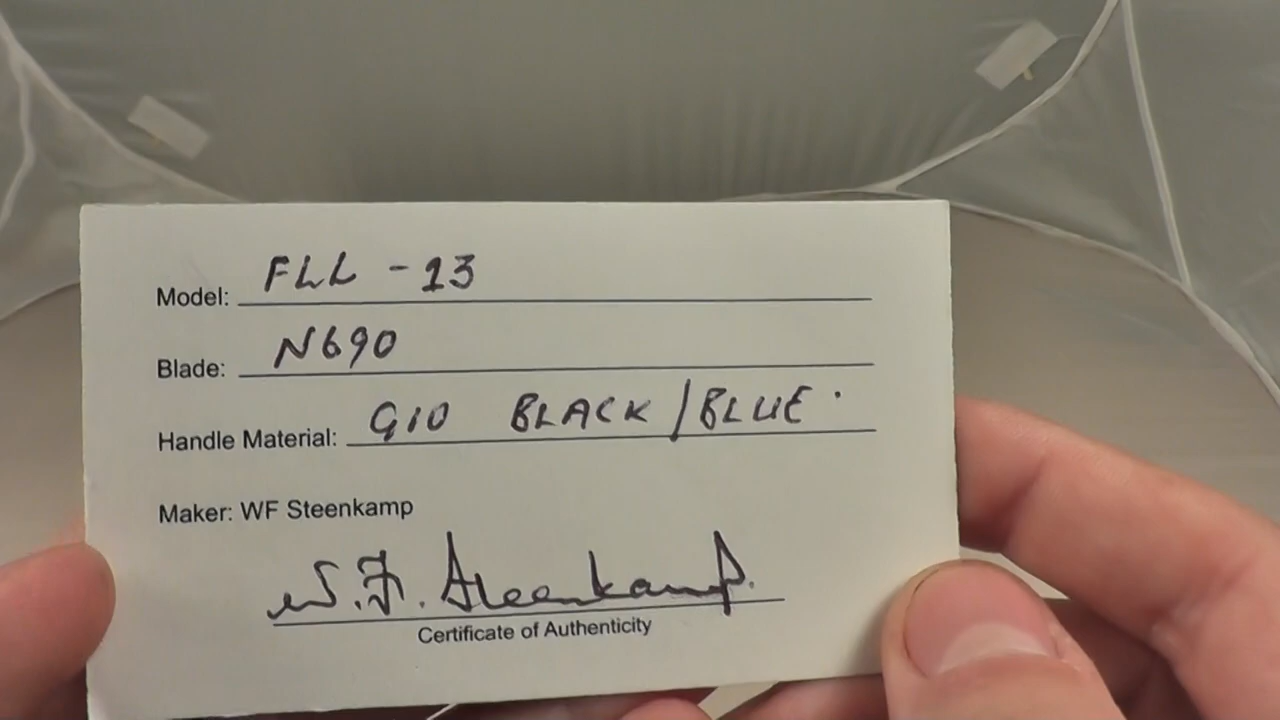 Model: FLL -13
Blade: N690
Handle Material: G10 BLACK/BLUE.
Maker: WF Steenkamp
W.F. Steenkamp.
Certificate of Authenticity